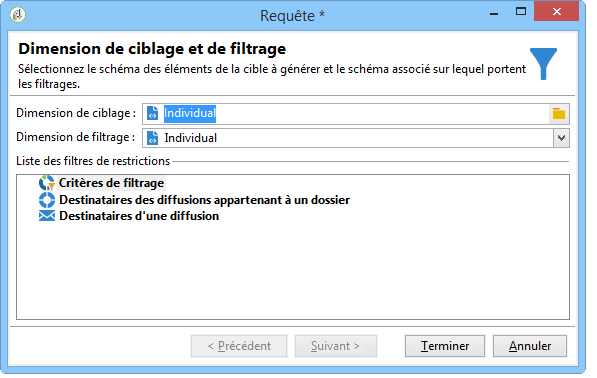 Requête *
Dimension de ciblage et de filtrage
Sélectionnez le schéma des éléments de la cible à générer et le schéma associé sur lequel portent
les filtrages.
Dimension de ciblage : Individual
Dimension de filtrage : Individual
Liste des filtres de restrictions
Critères de filtrage
Destinataires des diffusions appartenant à un dossier
Destinataires d'une diffusion
< Précédent Suivant > Terminer Annuler